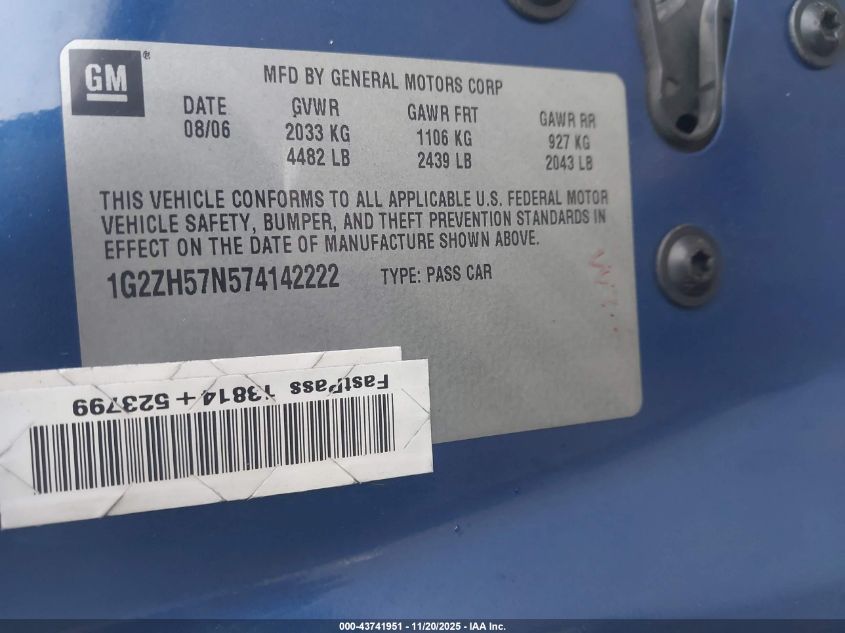 GM®
MFD BY GENERAL MOTORS CORP
DATE GVWR GAWR FRT GAWR RR
08/06 2033 KG 1106 KG 927 KG
4482 LB 2439 LB 2043 LB
THIS VEHICLE CONFORMS TO ALL APPLICABLE U.S. FEDERAL MOTOR
VEHICLE SAFETY, BUMPER, AND THEFT PREVENTION STANDARDS IN
EFFECT ON THE DATE OF MANUFACTURE SHOWN ABOVE.
1G2ZH57N574142222 TYPE: PASS CAR
FastPass 13814+523799
000-43741951 - 11/20/2025 - IAA Inc.